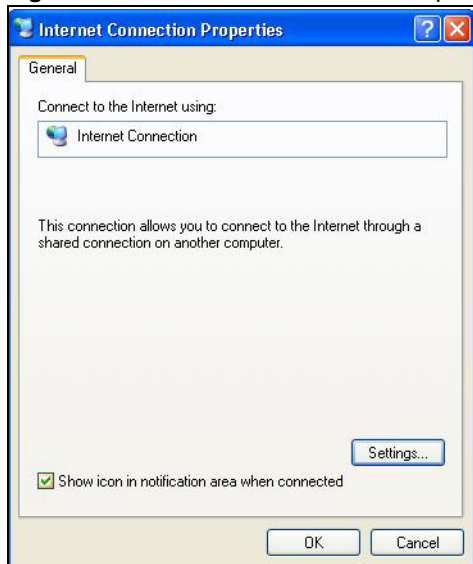 Internet Connection Properties
General
Connect to the Internet using:
Internet Connection
This connection allows you to connect to the Internet through a
shared connection on another computer.
Settings...
Show icon in notification area when connected
OK Cancel